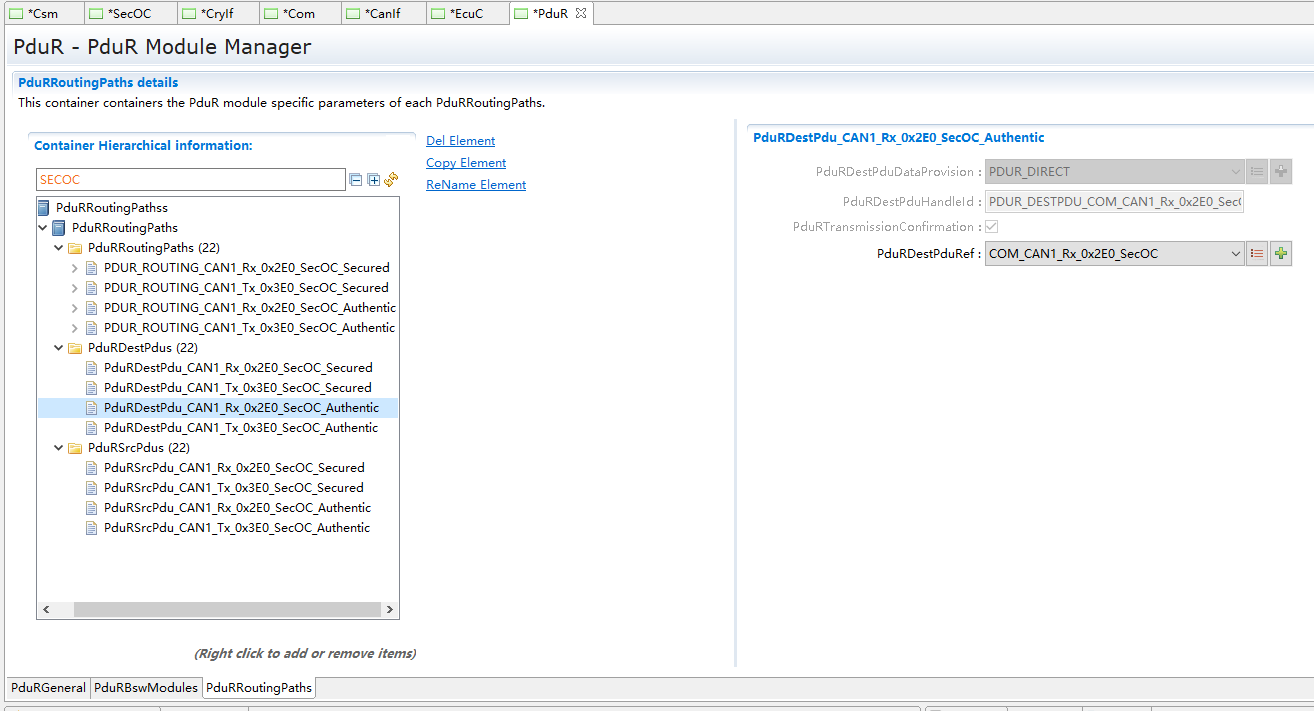 *Csm *SecOC *CryIf *Com *CanIf *EcuC *PduR
PduR - PduR Module Manager
PduRRoutingPaths details
This container containers the PduR module specific parameters of each PduRRoutingPaths.
Container Hierarchical information:
SECOC
PduRRoutingPathss
PduRRoutingPaths
PduRRoutingPaths (22)
PDUR_ROUTING_CAN1_Rx_0x2E0_SecOC_Secured
PDUR_ROUTING_CAN1_Tx_0x3E0_SecOC_Secured
PDUR_ROUTING_CAN1_Rx_0x2E0_SecOC_Authentic
PDUR_ROUTING_CAN1_Tx_0x3E0_SecOC_Authentic
PduRDestPdus (22)
PduRDestPdu_CAN1_Rx_0x2E0_SecOC_Secured
PduRDestPdu_CAN1_Tx_0x3E0_SecOC_Secured
PduRDestPdu_CAN1_Rx_0x2E0_SecOC_Authentic
PduRDestPdu_CAN1_Tx_0x3E0_SecOC_Authentic
PduRSrcPdus (22)
PduRSrcPdu_CAN1_Rx_0x2E0_SecOC_Secured
PduRSrcPdu_CAN1_Tx_0x3E0_SecOC_Secured
PduRSrcPdu_CAN1_Rx_0x2E0_SecOC_Authentic
PduRSrcPdu_CAN1_Tx_0x3E0_SecOC_Authentic
(Right click to add or remove items)
Del Element
Copy Element
ReName Element
PduRDestPdu_CAN1_Rx_0x2E0_SecOC_Authentic
PduRDestPduDataProvision : PDUR_DIRECT
PduRDestPduHandleId : PDUR_DESTPDU_COM_CAN1_Rx_0x2E0_SecO
PduRTransmissionConfirmation :
PduRDestPduRef : COM_CAN1_Rx_0x2E0_SecOC
PduRGeneral PduRBswModules PduRRoutingPaths